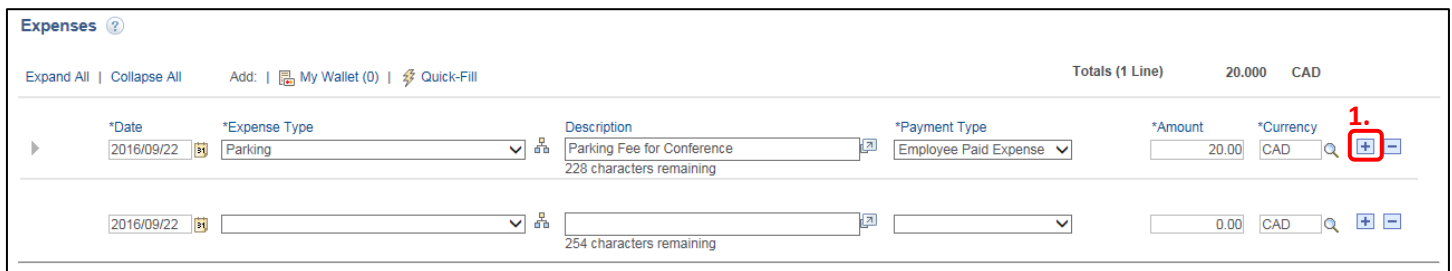 Expenses ?
Expand All | Collapse All Add: | My Wallet (0) | Quick-Fill Totals (1 Line) 20.000 CAD
1.
*Date *Expense Type Description *Payment Type *Amount *Currency
2016/09/22 31 Parking Parking Fee for Conference Employee Paid Expense 20.00 CAD + −
228 characters remaining
2016/09/22 31 0.00 CAD + −
254 characters remaining